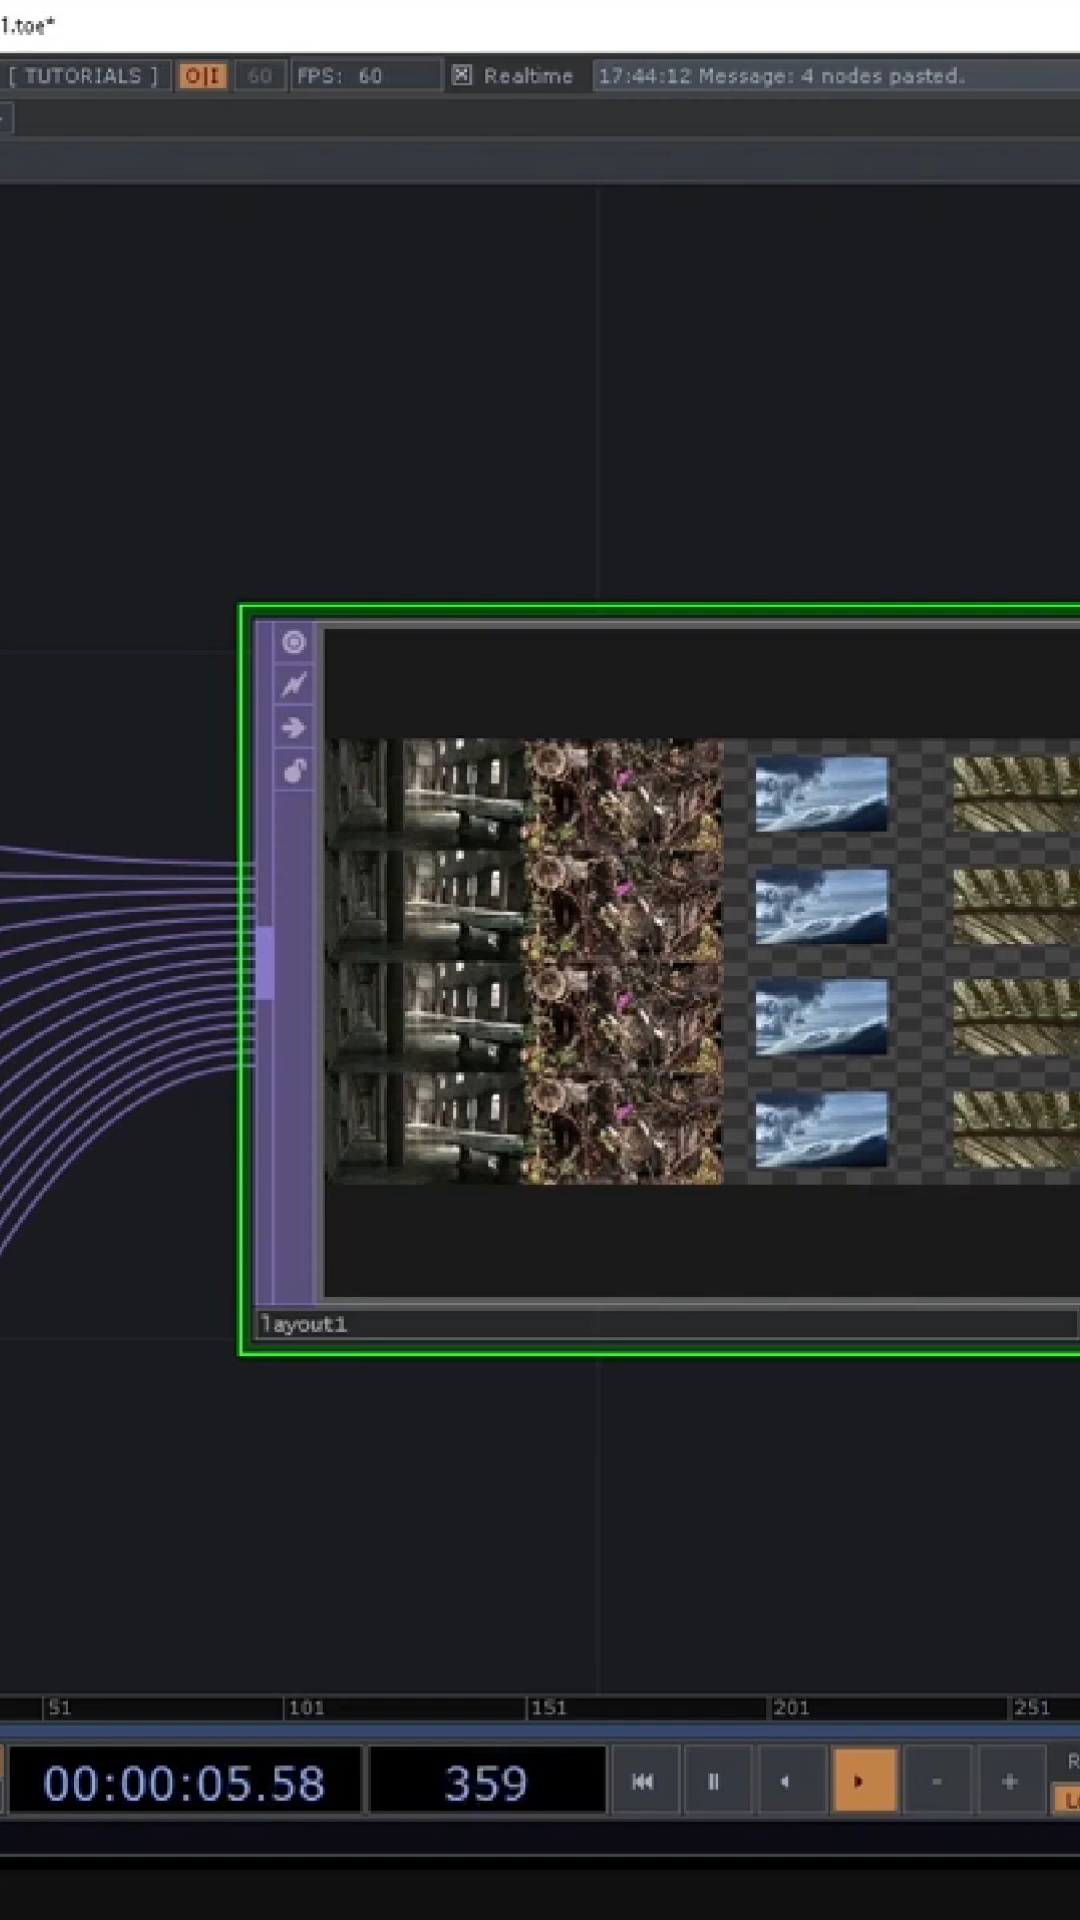 1.toe*
[ TUTORIALS ] O|I 60 FPS: 60 Realtime 17:44:12 Message: 4 nodes pasted.
layout1
51 101 151 201 251
00:00:05.58 359 - +